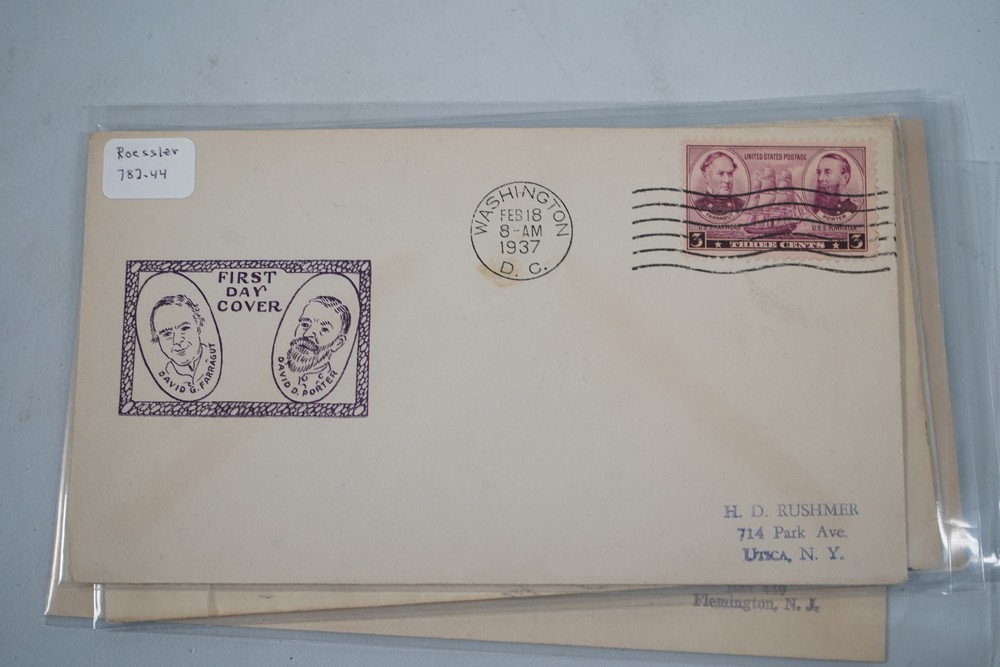 Roessler
782-44
WASHINGTON
FEB 18
8-AM
1937
D. C.
UNITED STATES POSTAGE
FARRAGUT
PORTER
3 THREE CENTS 3
FIRST
DAY
COVER
DAVID G. FARRAGUT
DAVID D. PORTER
H. D. RUSHMER
714 Park Ave.
UTICA, N. Y.
Flemington, N. J.